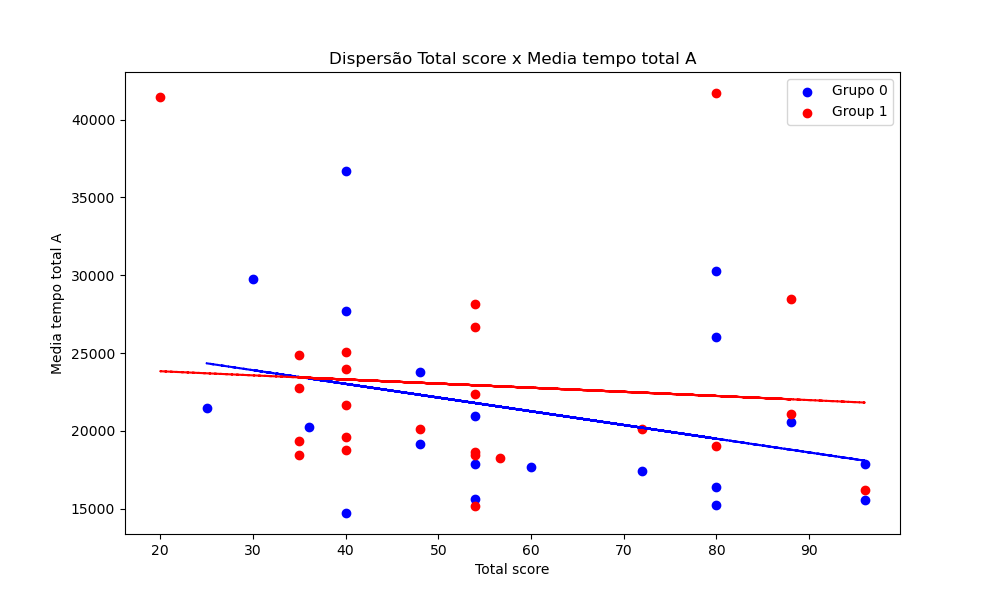 Dispersão Total score x Media tempo total A
Grupo 0
Group 1
Media tempo total A
40000
35000
30000
25000
20000
15000
20 30 40 50 60 70 80 90
Total score